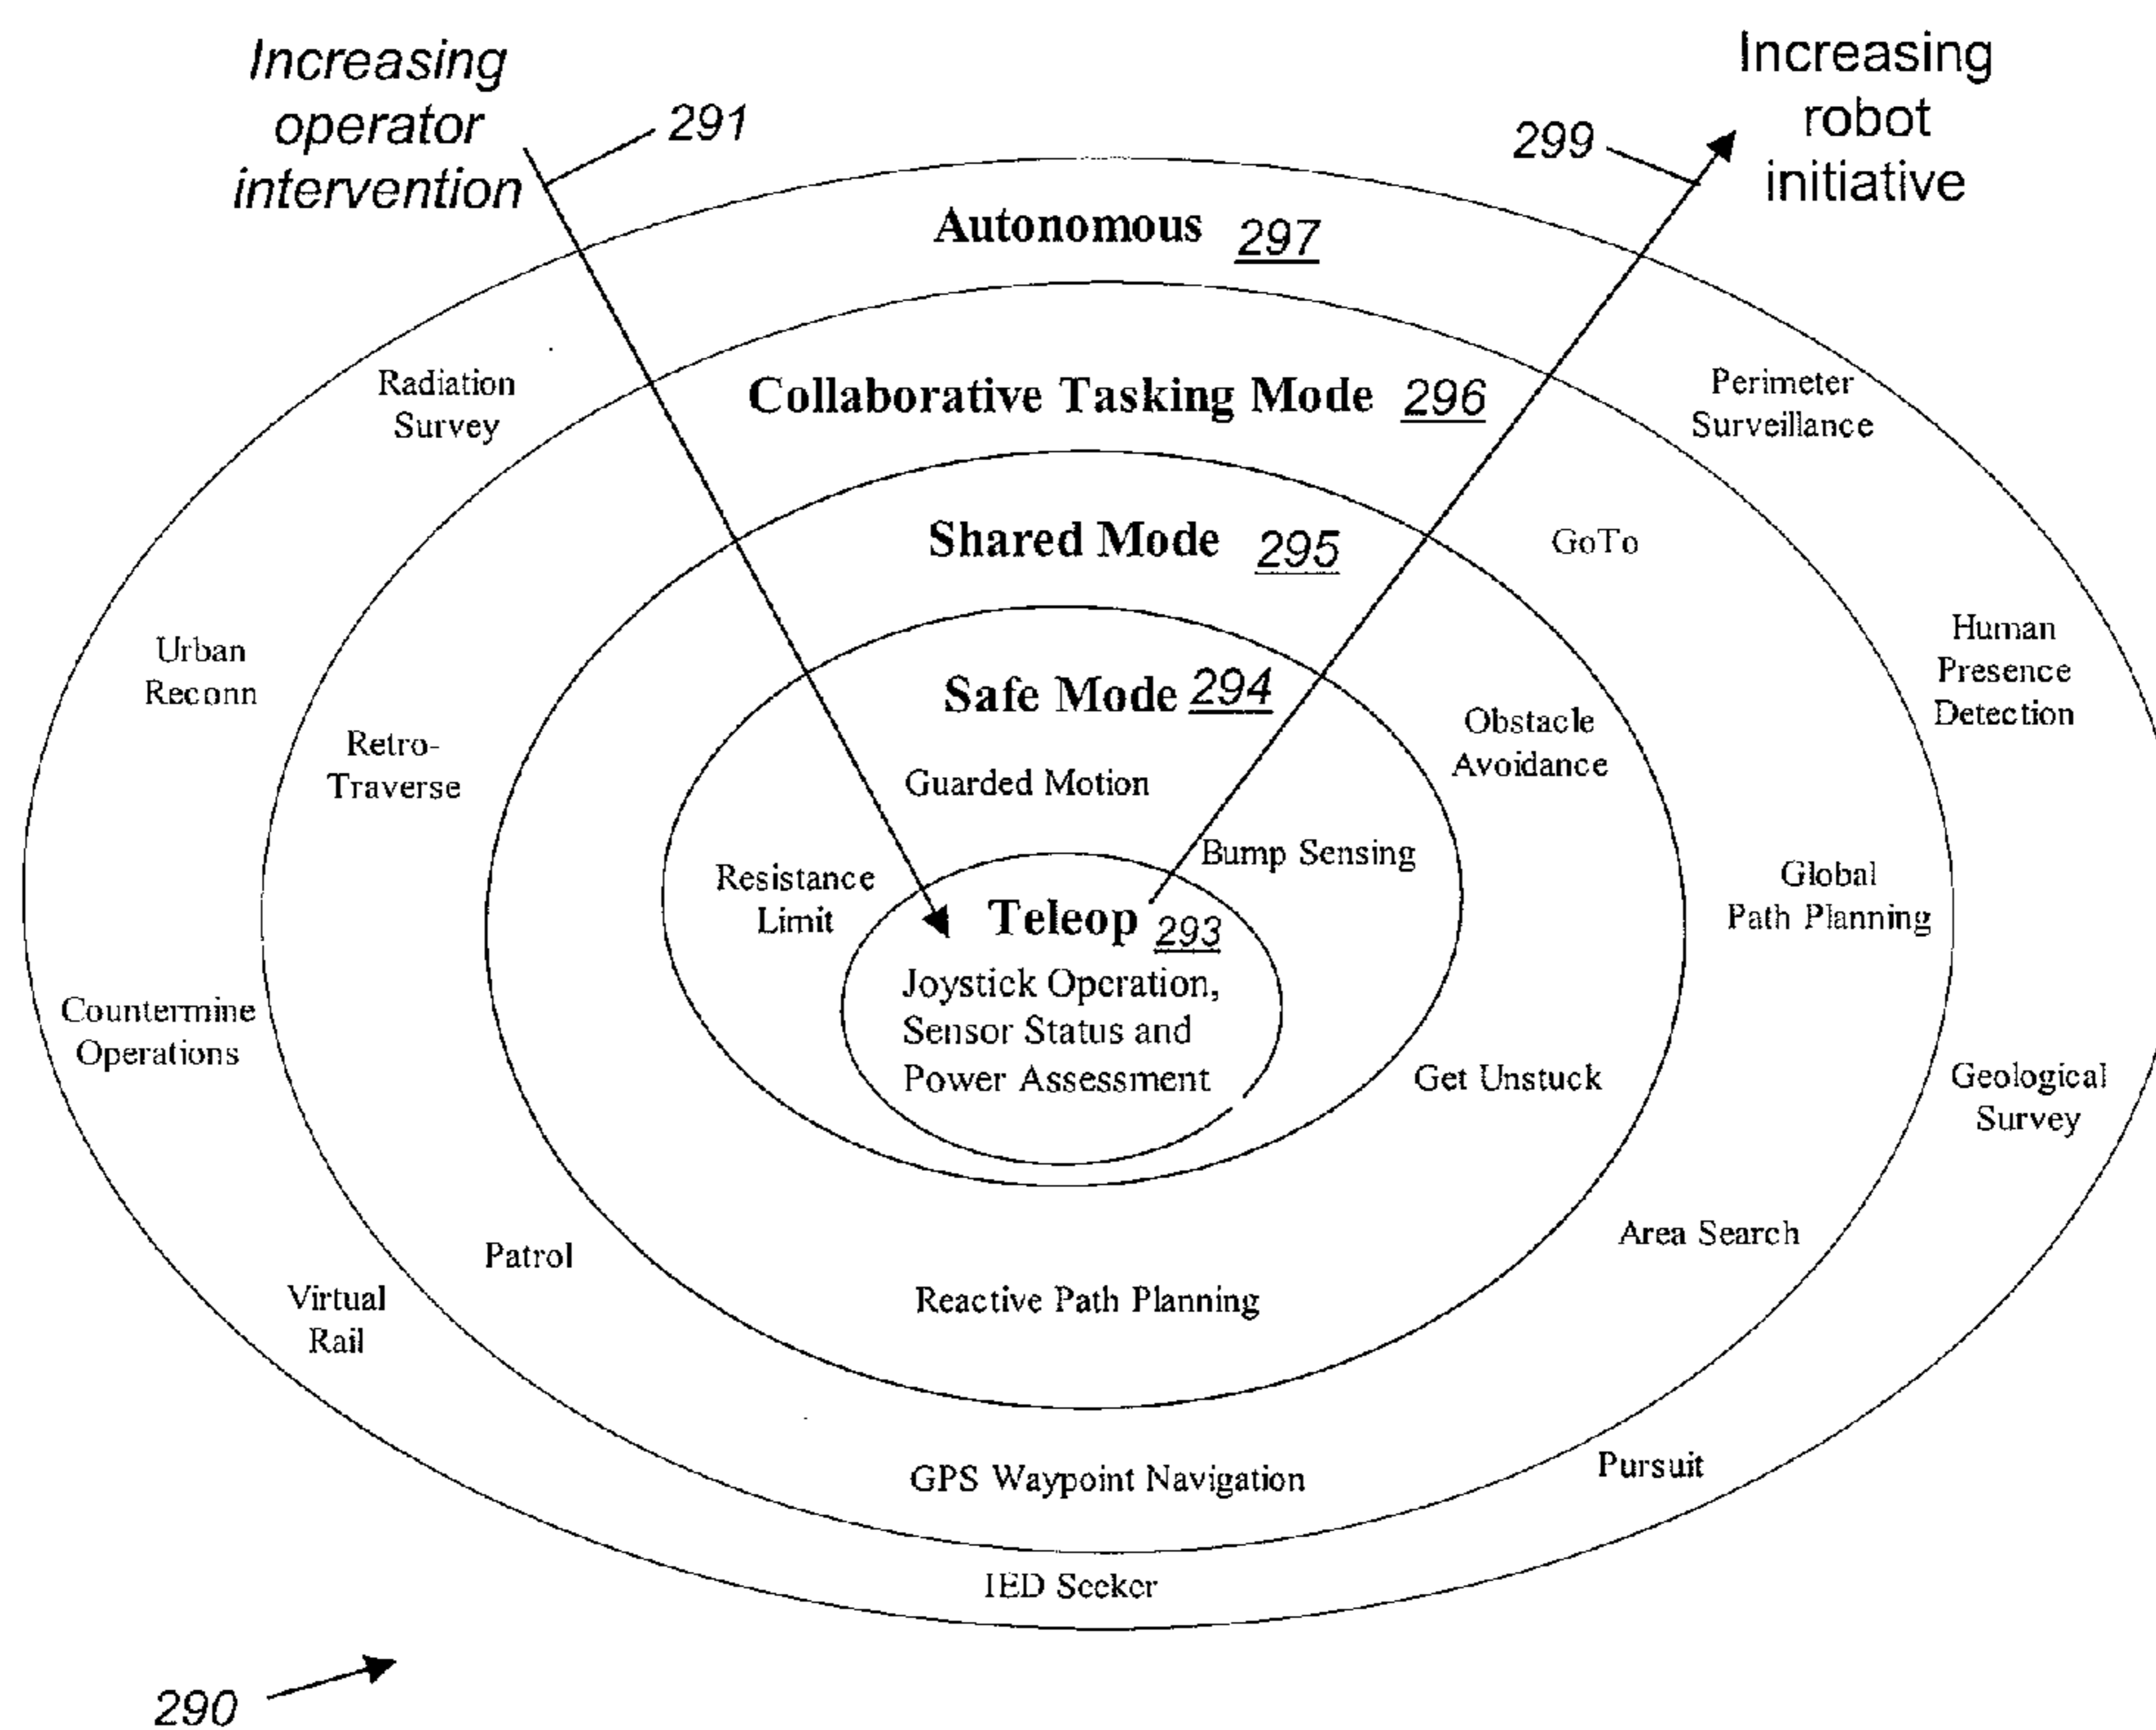 Increasing
operator
intervention
291
299
Increasing
robot
initiative
Autonomous 297
Radiation
Survey
Collaborative Tasking Mode 296
Perimeter
Surveillance
Shared Mode 295
GoTo
Urban
Reconn
Human
Presence
Detection
Safe Mode 294
Retro-
Traverse
Obstacle
Avoidance
Guarded Motion
Bump Sensing
Resistance
Limit
Global
Path Planning
Teleop 293
Joystick Operation,
Sensor Status and
Power Assessment
Countermine
Operations
Get Unstuck
Geological
Survey
Area Search
Patrol
Virtual
Rail
Reactive Path Planning
GPS Waypoint Navigation
Pursuit
IED Seeker
290